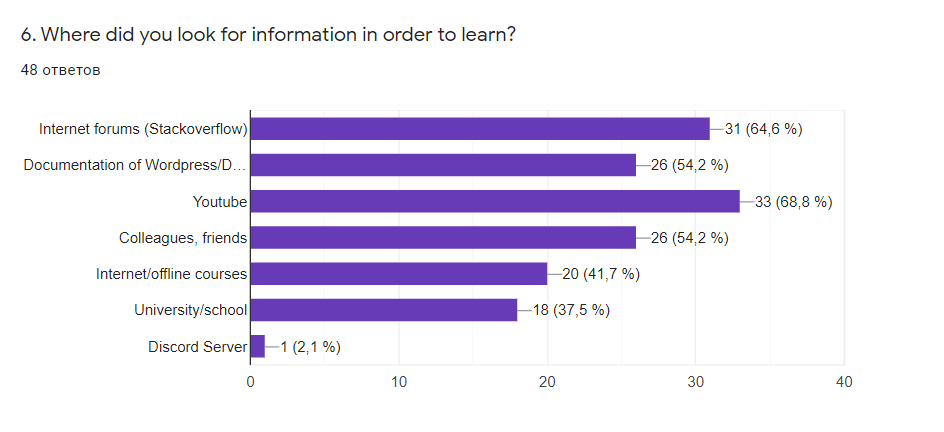 6. Where did you look for information in order to learn?
48 ответов
Internet forums (Stackoverflow) 31 (64,6 %)
Documentation of Wordpress/D... 26 (54,2 %)
Youtube 33 (68,8 %)
Colleagues, friends 26 (54,2 %)
Internet/offline courses 20 (41,7 %)
University/school 18 (37,5 %)
Discord Server 1 (2,1 %)
0 10 20 30 40